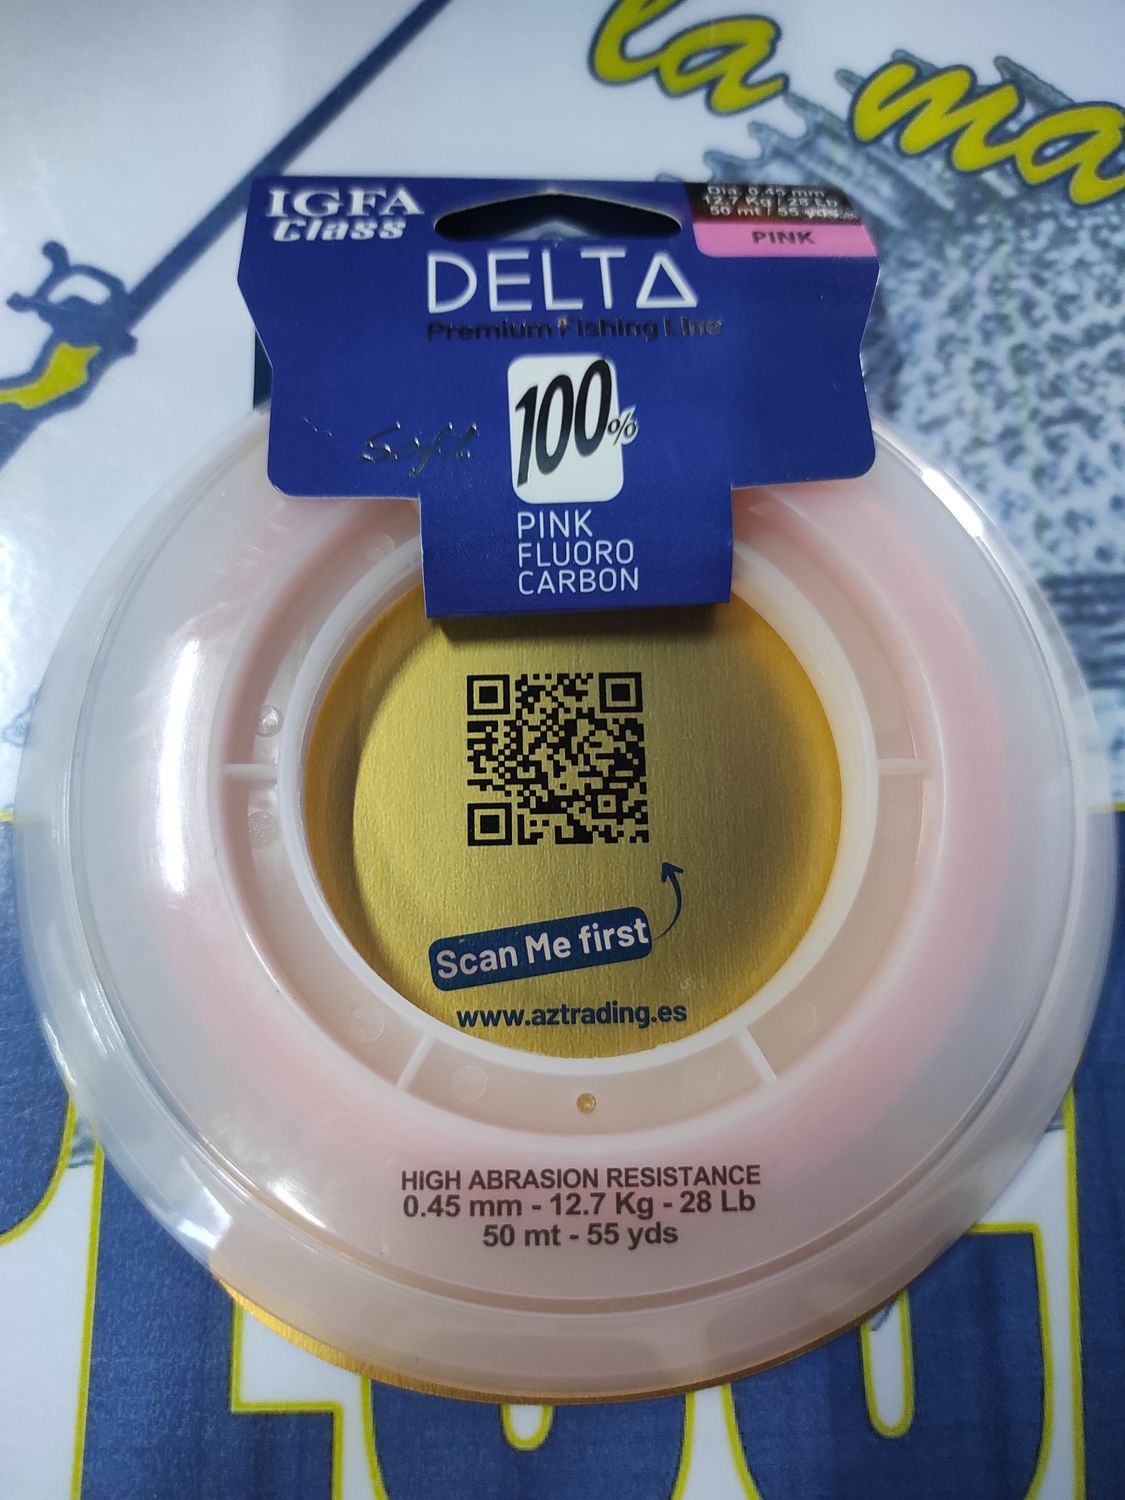 la ma
IGFA
Class
Dia. 0.45 mm
12.7 Kg / 28 Lb
50 mt / 55 yds
PINK
DELTA
Premium Fishing Line
Soft
100%
PINK
FLUORO
CARBON
Scan Me first
www.aztrading.es
HIGH ABRASION RESISTANCE
0.45 mm - 12.7 Kg - 28 Lb
50 mt - 55 yds